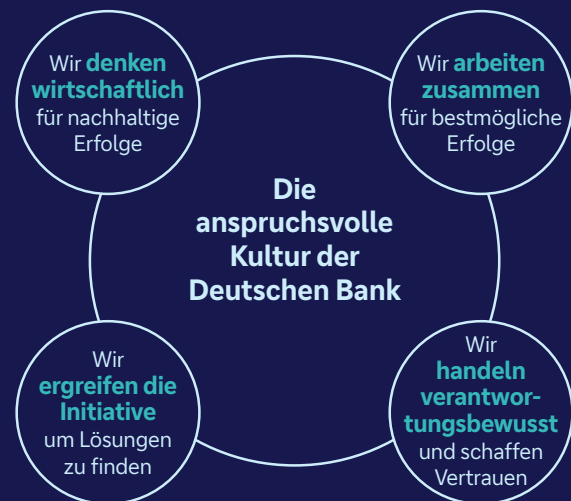 Wir denken
wirtschaftlich
für nachhaltige
Erfolge
Wir arbeiten
zusammen
für bestmögliche
Erfolge
Die
anspruchsvolle
Kultur der
Deutschen Bank
Wir
ergreifen die
Initiative
um Lösungen
zu finden
Wir
handeln
verantwor-
tungsbewusst
und schaffen
Vertrauen